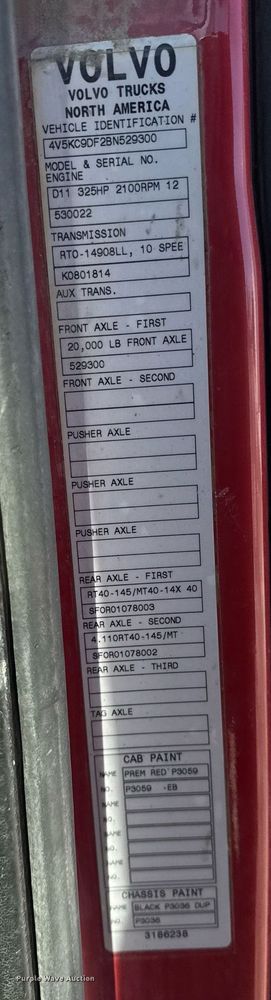 VOLVO
VOLVO TRUCKS
NORTH AMERICA
VEHICLE IDENTIFICATION #
4V5KC9DF2BN529300
MODEL & SERIAL NO.
ENGINE
D11 325HP 2100RPM 12
530022
TRANSMISSION
RTO-14908LL, 10 SPEE
K0801814
AUX TRANS.
FRONT AXLE - FIRST
20,000 LB FRONT AXLE
529300
FRONT AXLE - SECOND
PUSHER AXLE
PUSHER AXLE
PUSHER AXLE
REAR AXLE - FIRST
RT40-145/MT40-14X 40
SFOR01078003
REAR AXLE - SECOND
4.110RT40-145/MT
SFOR01078002
REAR AXLE - THIRD
TAG AXLE
CAB PAINT
NAME PREM RED P3059
NO. P3059 -EB
NAME
NO.
NAME
NO.
CHASSIS PAINT
NAME BLACK P3036 DUP
NO. P3036
3186238
Purple Wave Auction